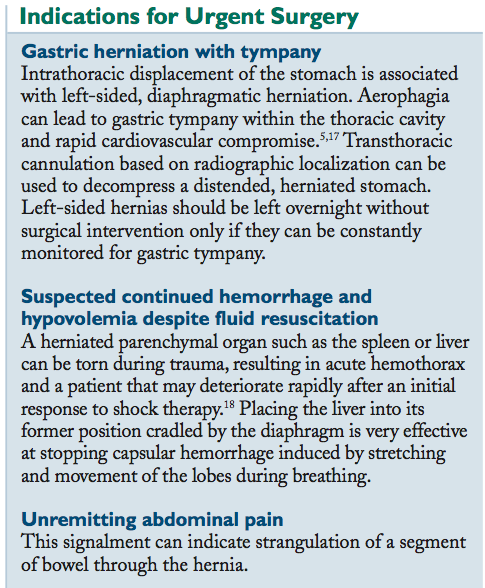 Indications for Urgent Surgery
Gastric herniation with tympany
Intrathoracic displacement of the stomach is associated
with left-sided, diaphragmatic herniation. Aerophagia
can lead to gastric tympany within the thoracic cavity
and rapid cardiovascular compromise.5,17 Transthoracic
cannulation based on radiographic localization can be
used to decompress a distended, herniated stomach.
Left-sided hernias should be left overnight without
surgical intervention only if they can be constantly
monitored for gastric tympany.
Suspected continued hemorrhage and
hypovolemia despite fluid resuscitation
A herniated parenchymal organ such as the spleen or liver
can be torn during trauma, resulting in acute hemothorax
and a patient that may deteriorate rapidly after an initial
response to shock therapy.18 Placing the liver into its
former position cradled by the diaphragm is very effective
at stopping capsular hemorrhage induced by stretching
and movement of the lobes during breathing.
Unremitting abdominal pain
This signalment can indicate strangulation of a segment
of bowel through the hernia.